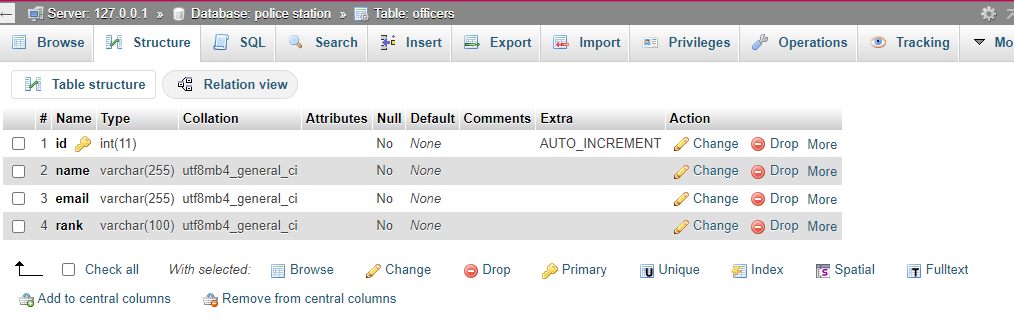 Server: 127.0.0.1 » Database: police station » Table: officers
Browse Structure SQL Search Insert Export Import Privileges Operations Tracking Mo
Table structure Relation view
# Name Type Collation Attributes Null Default Comments Extra Action
1 id int(11) No None AUTO_INCREMENT Change Drop More
2 name varchar(255) utf8mb4_general_ci No None Change Drop More
3 email varchar(255) utf8mb4_general_ci No None Change Drop More
4 rank varchar(100) utf8mb4_general_ci No None Change Drop More
Check all With selected: Browse Change Drop Primary Unique Index Spatial Fulltext
Add to central columns Remove from central columns